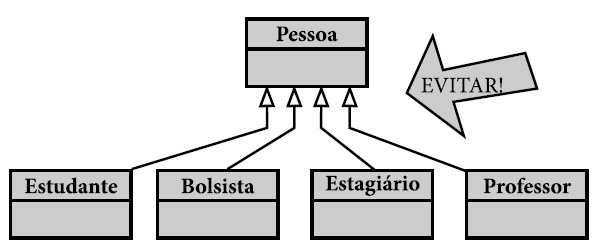 Pessoa
EVITAR!
Estudante
Bolsista
Estagiário
Professor